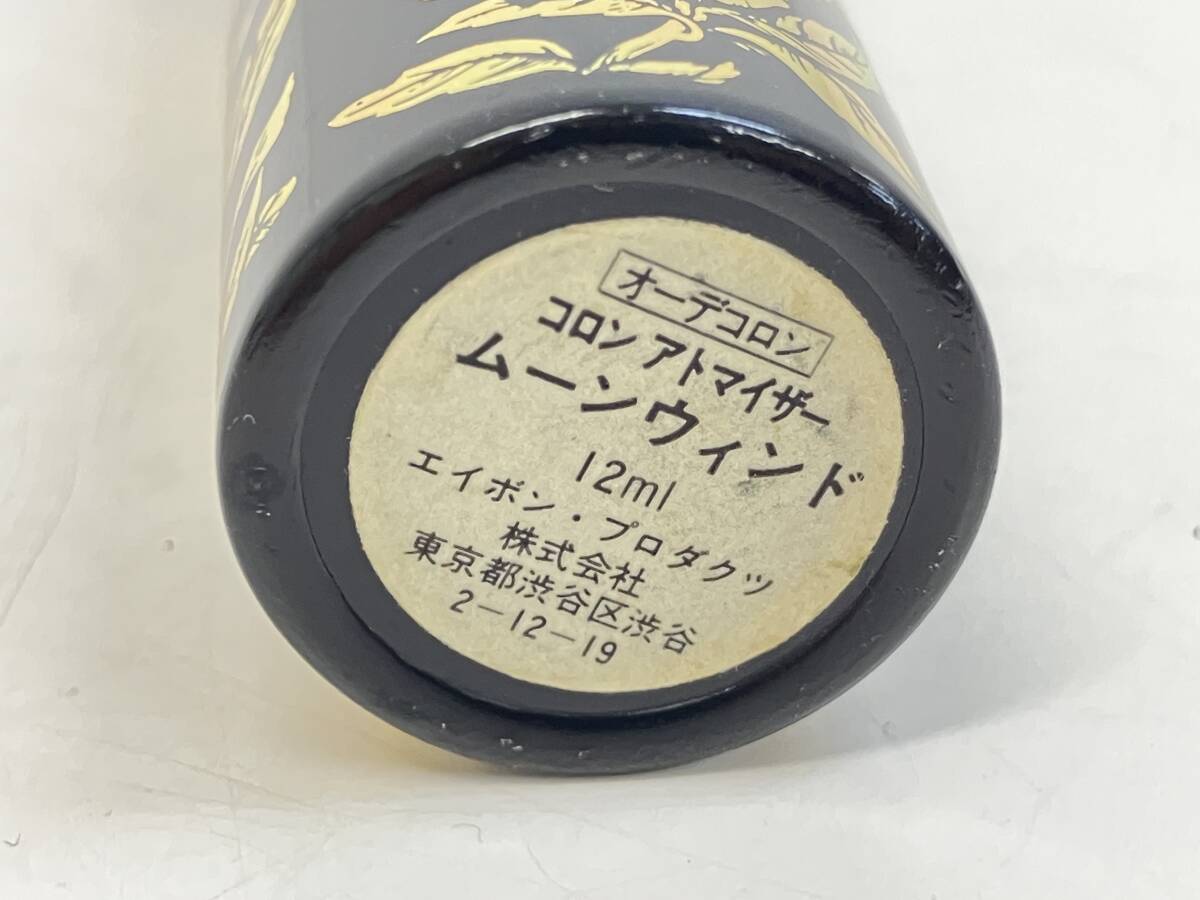 オーデコロン
コロン アトマイザー
ムーンウィンド
12ml
エイボン・プロダクツ
株式会社
東京都渋谷区渋谷
2-12-19